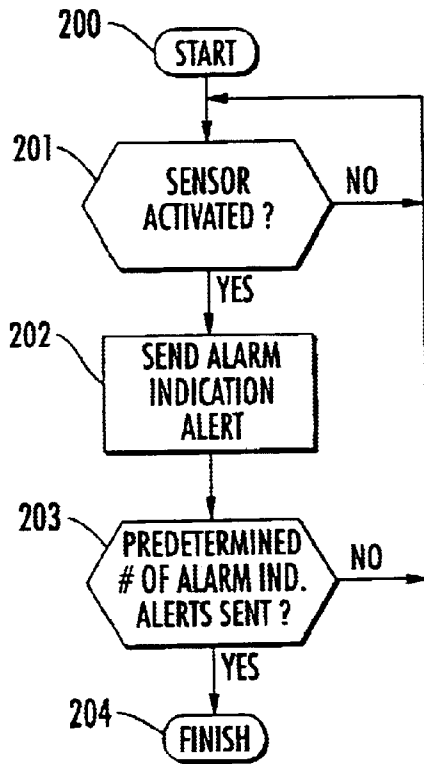 200
START
201
SENSOR
ACTIVATED ?
NO
YES
202
SEND ALARM
INDICATION
ALERT
203
PREDETERMINED
# OF ALARM IND.
ALERTS SENT ?
NO
YES
204
FINISH